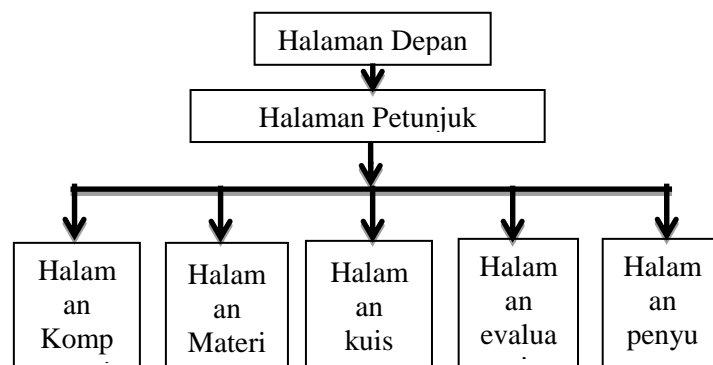 Halaman Depan
Halaman Petunjuk
Halam
an
Komp
Halam
an
Materi
Halam
an
kuis
Halam
an
evalua
Halam
an
penyu